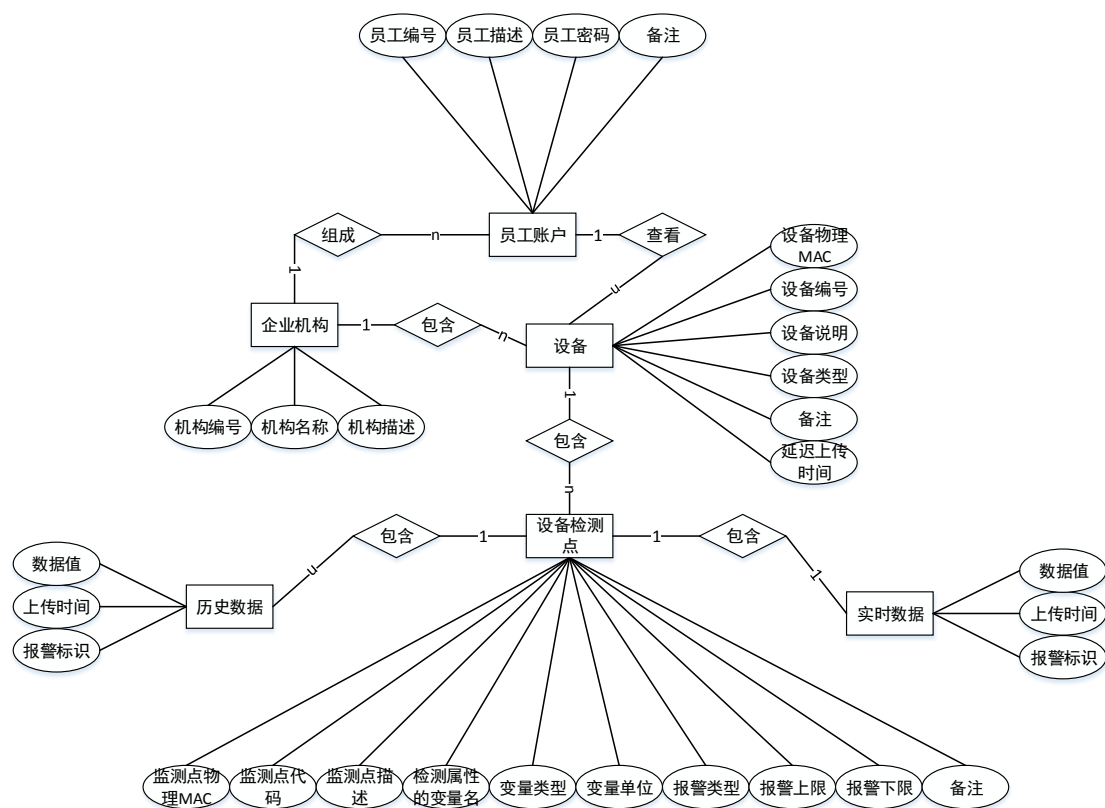 员工编号
员工描述
员工密码
备注
组成
n
员工账户
1
查看
设备物理
MAC
1
n
设备编号
企业机构
1
包含
n
设备
设备说明
设备类型
1
机构编号
机构名称
机构描述
备注
包含
延迟上传
时间
n
设备检测
点
包含
1
1
包含
数据值
n
1
数据值
上传时间
历史数据
实时数据
上传时间
报警标识
报警标识
监测点物
理MAC
监测点代
码
监测点描
述
检测属性
的变量名
变量类型
变量单位
报警类型
报警上限
报警下限
备注